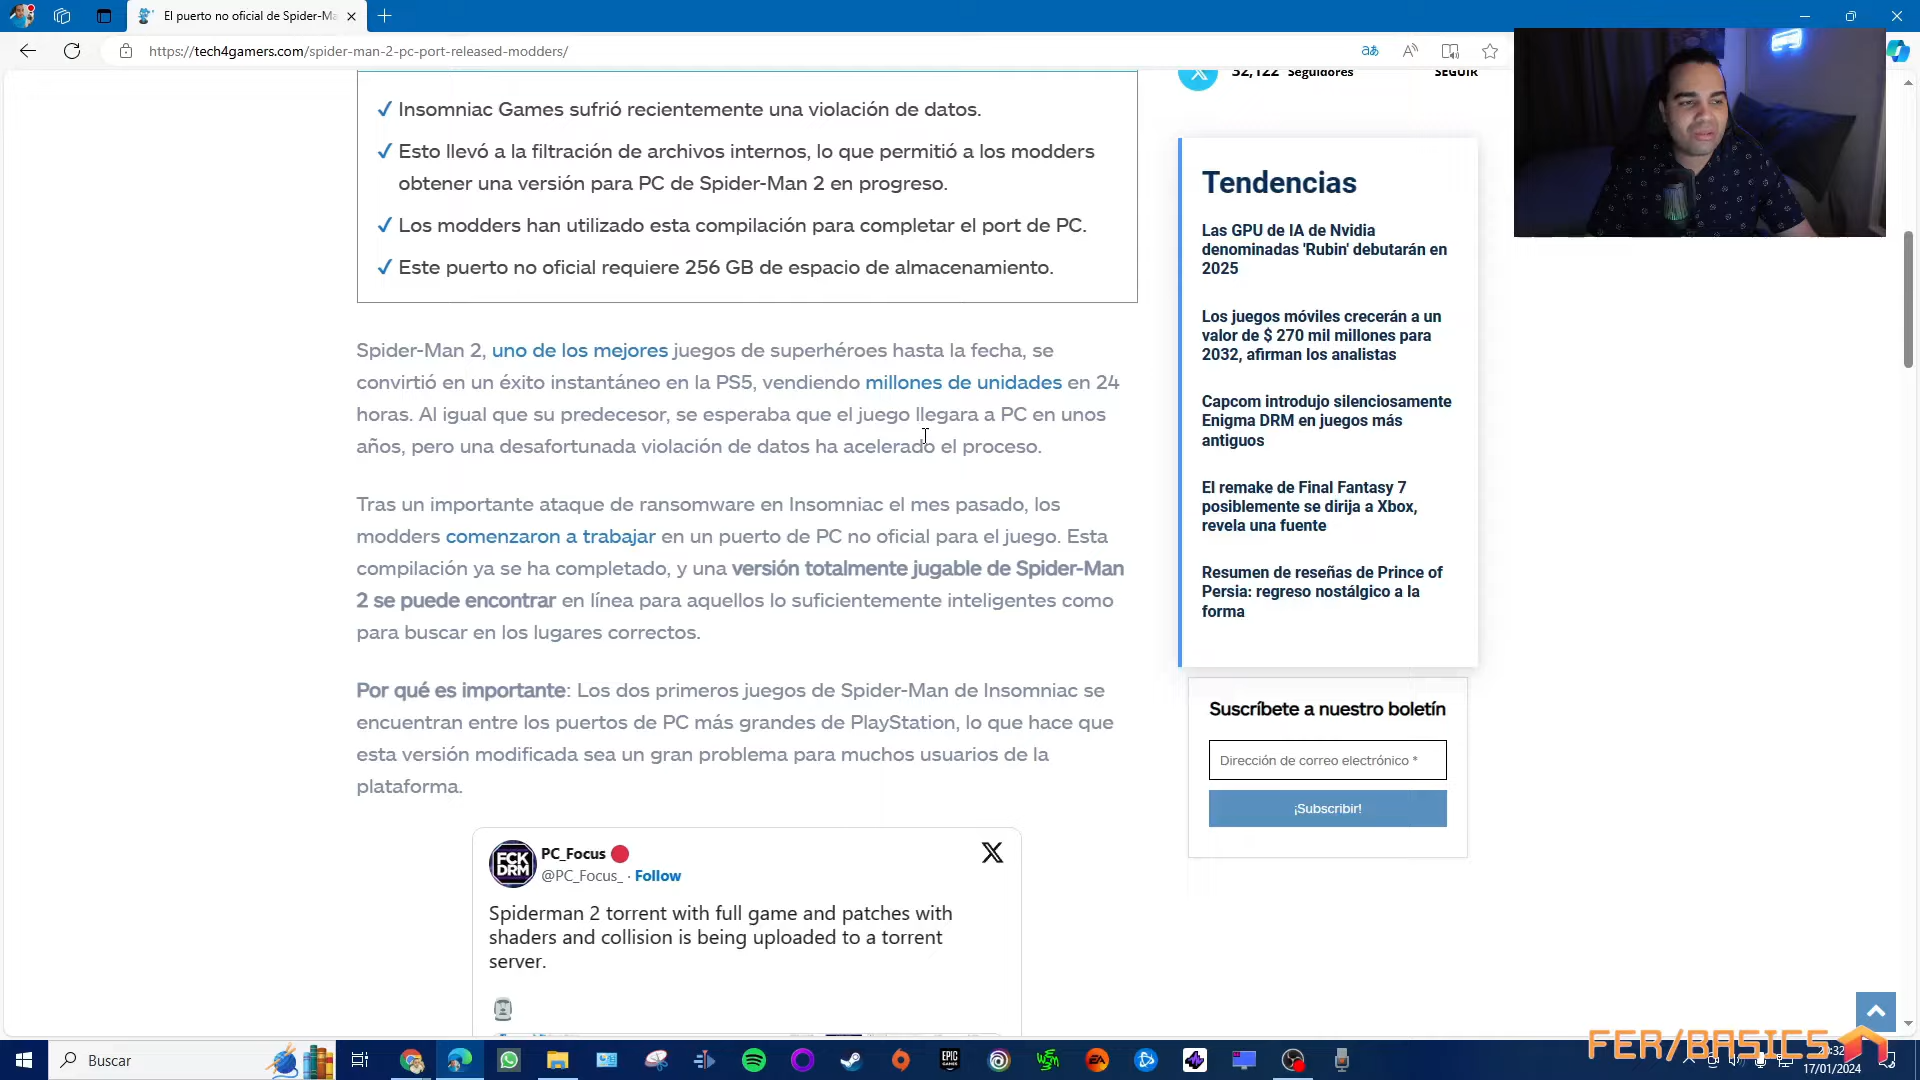 El puerto no oficial de Spider-Ma
https://tech4gamers.com/spider-man-2-pc-port-released-modders/
32,122 Seguidores SEGUIR
✓ Insomniac Games sufrió recientemente una violación de datos.
✓ Esto llevó a la filtración de archivos internos, lo que permitió a los modders
obtener una versión para PC de Spider-Man 2 en progreso.
✓ Los modders han utilizado esta compilación para completar el port de PC.
✓ Este puerto no oficial requiere 256 GB de espacio de almacenamiento.
Spider-Man 2, uno de los mejores juegos de superhéroes hasta la fecha, se
convirtió en un éxito instantáneo en la PS5, vendiendo millones de unidades en 24
horas. Al igual que su predecesor, se esperaba que el juego llegara a PC en unos
años, pero una desafortunada violación de datos ha acelerado el proceso.
Tras un importante ataque de ransomware en Insomniac el mes pasado, los
modders comenzaron a trabajar en un puerto de PC no oficial para el juego. Esta
compilación ya se ha completado, y una versión totalmente jugable de Spider-Man
2 se puede encontrar en línea para aquellos lo suficientemente inteligentes como
para buscar en los lugares correctos.
Por qué es importante: Los dos primeros juegos de Spider-Man de Insomniac se
encuentran entre los puertos de PC más grandes de PlayStation, lo que hace que
esta versión modificada sea un gran problema para muchos usuarios de la
plataforma.
FCK
DRM
PC_Focus
@PC_Focus_ · Follow
Spiderman 2 torrent with full game and patches with
shaders and collision is being uploaded to a torrent
server.
Tendencias
Las GPU de IA de Nvidia
denominadas 'Rubin' debutarán en
2025
Los juegos móviles crecerán a un
valor de $ 270 mil millones para
2032, afirman los analistas
Capcom introdujo silenciosamente
Enigma DRM en juegos más
antiguos
El remake de Final Fantasy 7
posiblemente se dirija a Xbox,
revela una fuente
Resumen de reseñas de Prince of
Persia: regreso nostálgico a la
forma
Suscríbete a nuestro boletín
Dirección de correo electrónico *
¡Subscribir!
FER/BASICS
Buscar
EPIC
GAMES
EA
17/01/2024